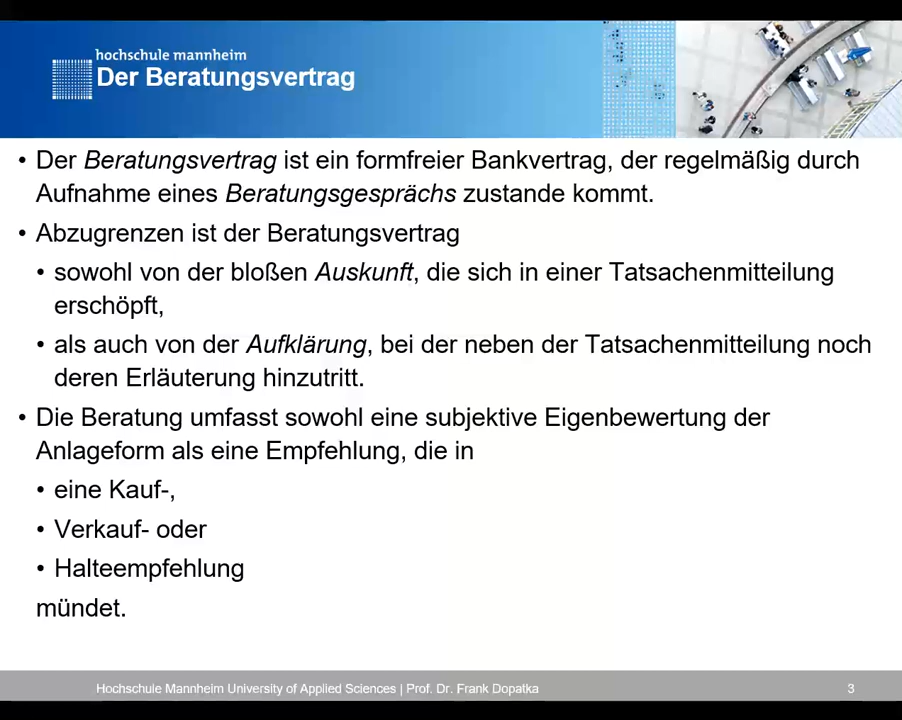 hochschule mannheim
Der Beratungsvertrag
• Der Beratungsvertrag ist ein formfreier Bankvertrag, der regelmäßig durch
Aufnahme eines Beratungsgesprächs zustande kommt.
• Abzugrenzen ist der Beratungsvertrag
• sowohl von der bloßen Auskunft, die sich in einer Tatsachenmitteilung
erschöpft,
• als auch von der Aufklärung, bei der neben der Tatsachenmitteilung noch
deren Erläuterung hinzutritt.
• Die Beratung umfasst sowohl eine subjektive Eigenbewertung der
Anlageform als eine Empfehlung, die in
• eine Kauf-,
• Verkauf- oder
• Halteempfehlung
mündet.
Hochschule Mannheim University of Applied Sciences | Prof. Dr. Frank Dopatka 3